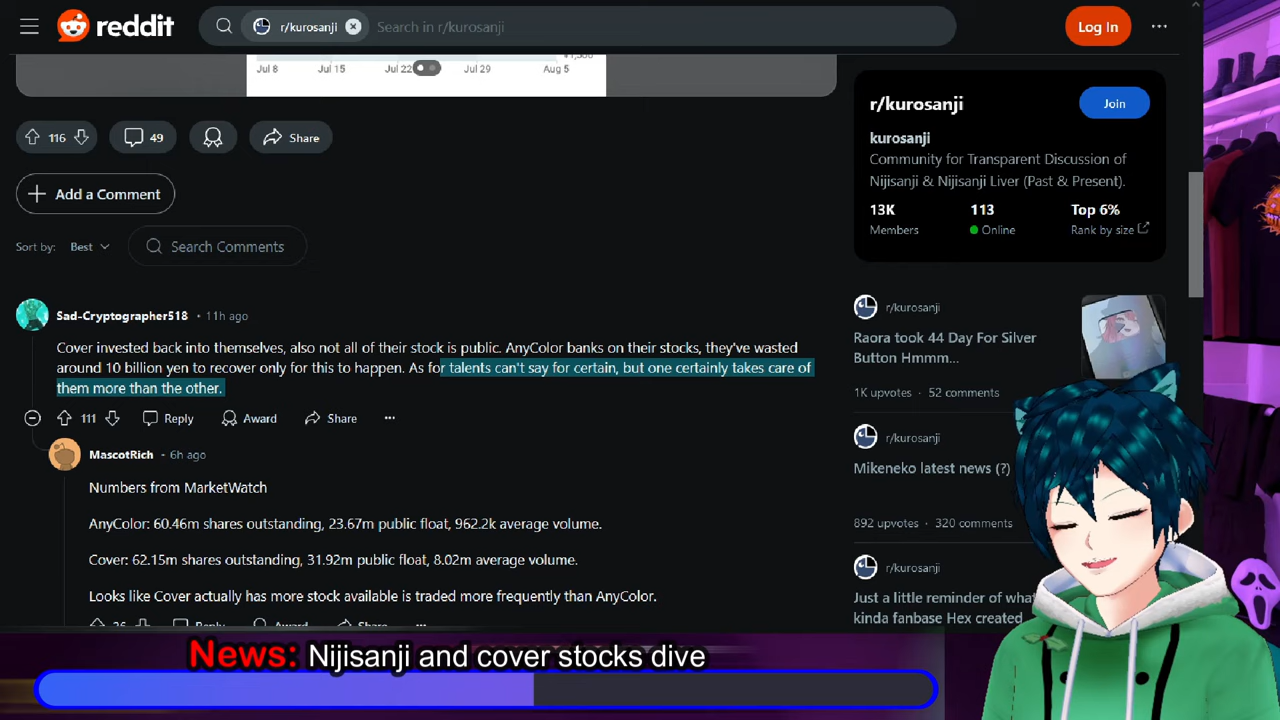 reddit
r/kurosanji
Search in r/kurosanji
Log In
Jul 8 Jul 15 Jul 22 Jul 29 Aug 5
116
49
Share
Add a Comment
Sort by: Best
Search Comments
Sad-Cryptographer518 • 11h ago
Cover invested back into themselves, also not all of their stock is public. AnyColor banks on their stocks, they've wasted
around 10 billion yen to recover only for this to happen. As for talents can't say for certain, but one certainly takes care of
them more than the other.
111 Reply Award Share
MascotRich • 6h ago
Numbers from MarketWatch
AnyColor: 60.46m shares outstanding, 23.67m public float, 962.2k average volume.
Cover: 62.15m shares outstanding, 31.92m public float, 8.02m average volume.
Looks like Cover actually has more stock available is traded more frequently than AnyColor.
r/kurosanji
Join
kurosanji
Community for Transparent Discussion of
Nijisanji & Nijisanji Liver (Past & Present).
13K 113 Top 6%
Members Online Rank by size
r/kurosanji
Raora took 44 Day For Silver
Button Hmmm...
1K upvotes • 52 comments
r/kurosanji
Mikeneko latest news (?)
892 upvotes • 320 comments
r/kurosanji
Just a little reminder of what
kinda fanbase Hex created
News: Nijisanji and cover stocks dive